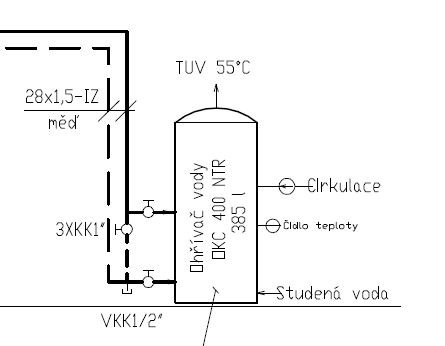 TUV 55°C
28x1,5-IZ
měď
Ohřívač vody
OKC 400 NTR
385 l
Cirkulace
Čidlo teploty
3XKK1"
Studená voda
VKK1/2"